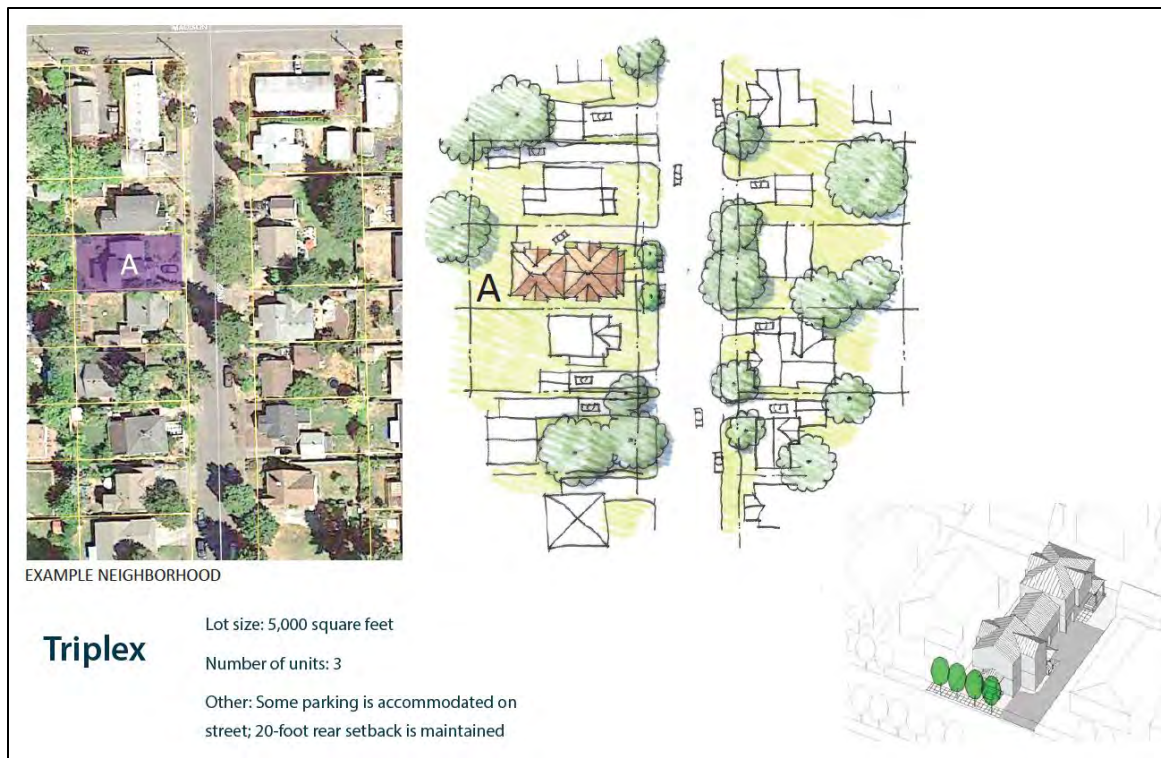 MADISON
A
A
EXAMPLE NEIGHBORHOOD
Triplex
Lot size: 5,000 square feet
Number of units: 3
Other: Some parking is accommodated on
street; 20-foot rear setback is maintained